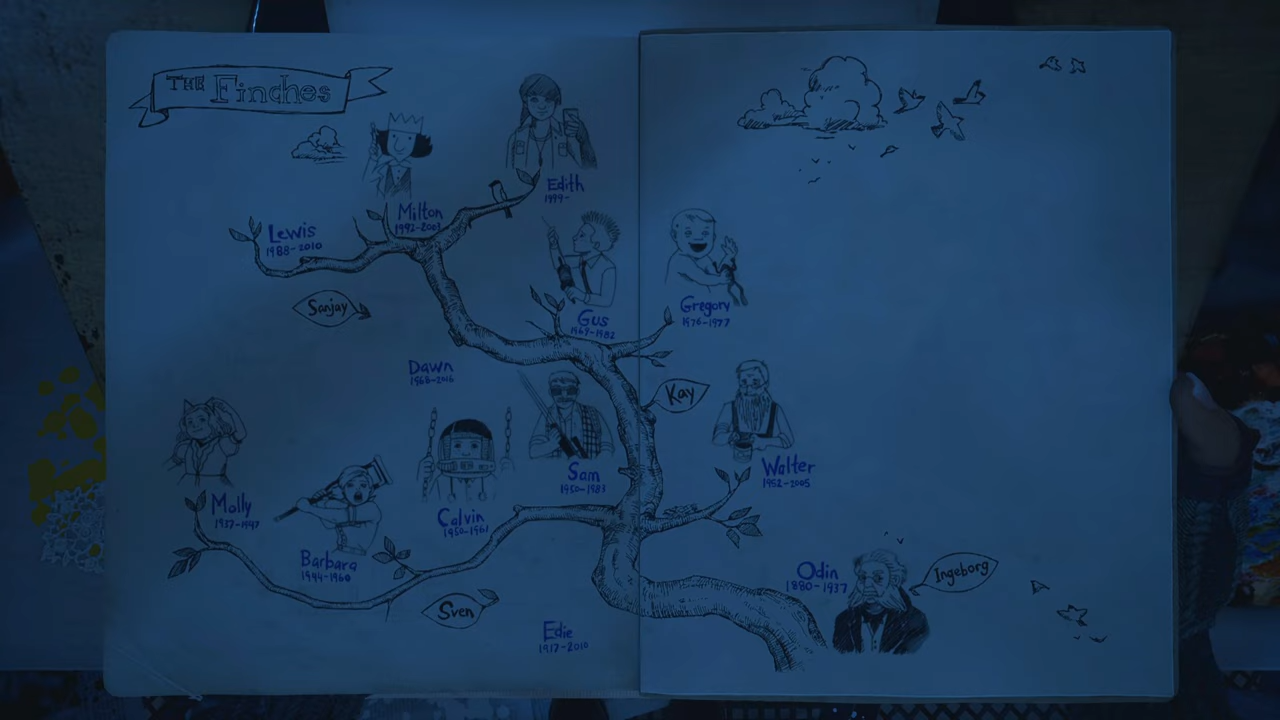 THE Finches
Edith
1999-
Milton
1992-2003
Lewis
1988-2010
Sanjay
Gus
1969-1982
Gregory
1976-1977
Dawn
1968-2016
Kay
Sam
1950-1983
Walter
1952-2005
Molly
1937-1947
Calvin
1950-1961
Barbara
1944-1960
Sven
Odin
1880-1937
Ingeborg
Edie
1917-2010